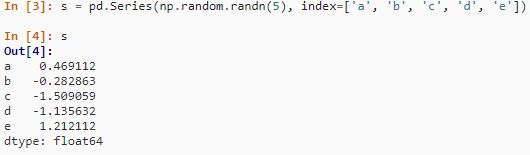 In [3]: s = pd.Series(np.random.randn(5), index=['a', 'b', 'c', 'd', 'e'])
In [4]: s
Out[4]:
a    0.469112
b   -0.282863
c   -1.509059
d   -1.135632
e    1.212112
dtype: float64